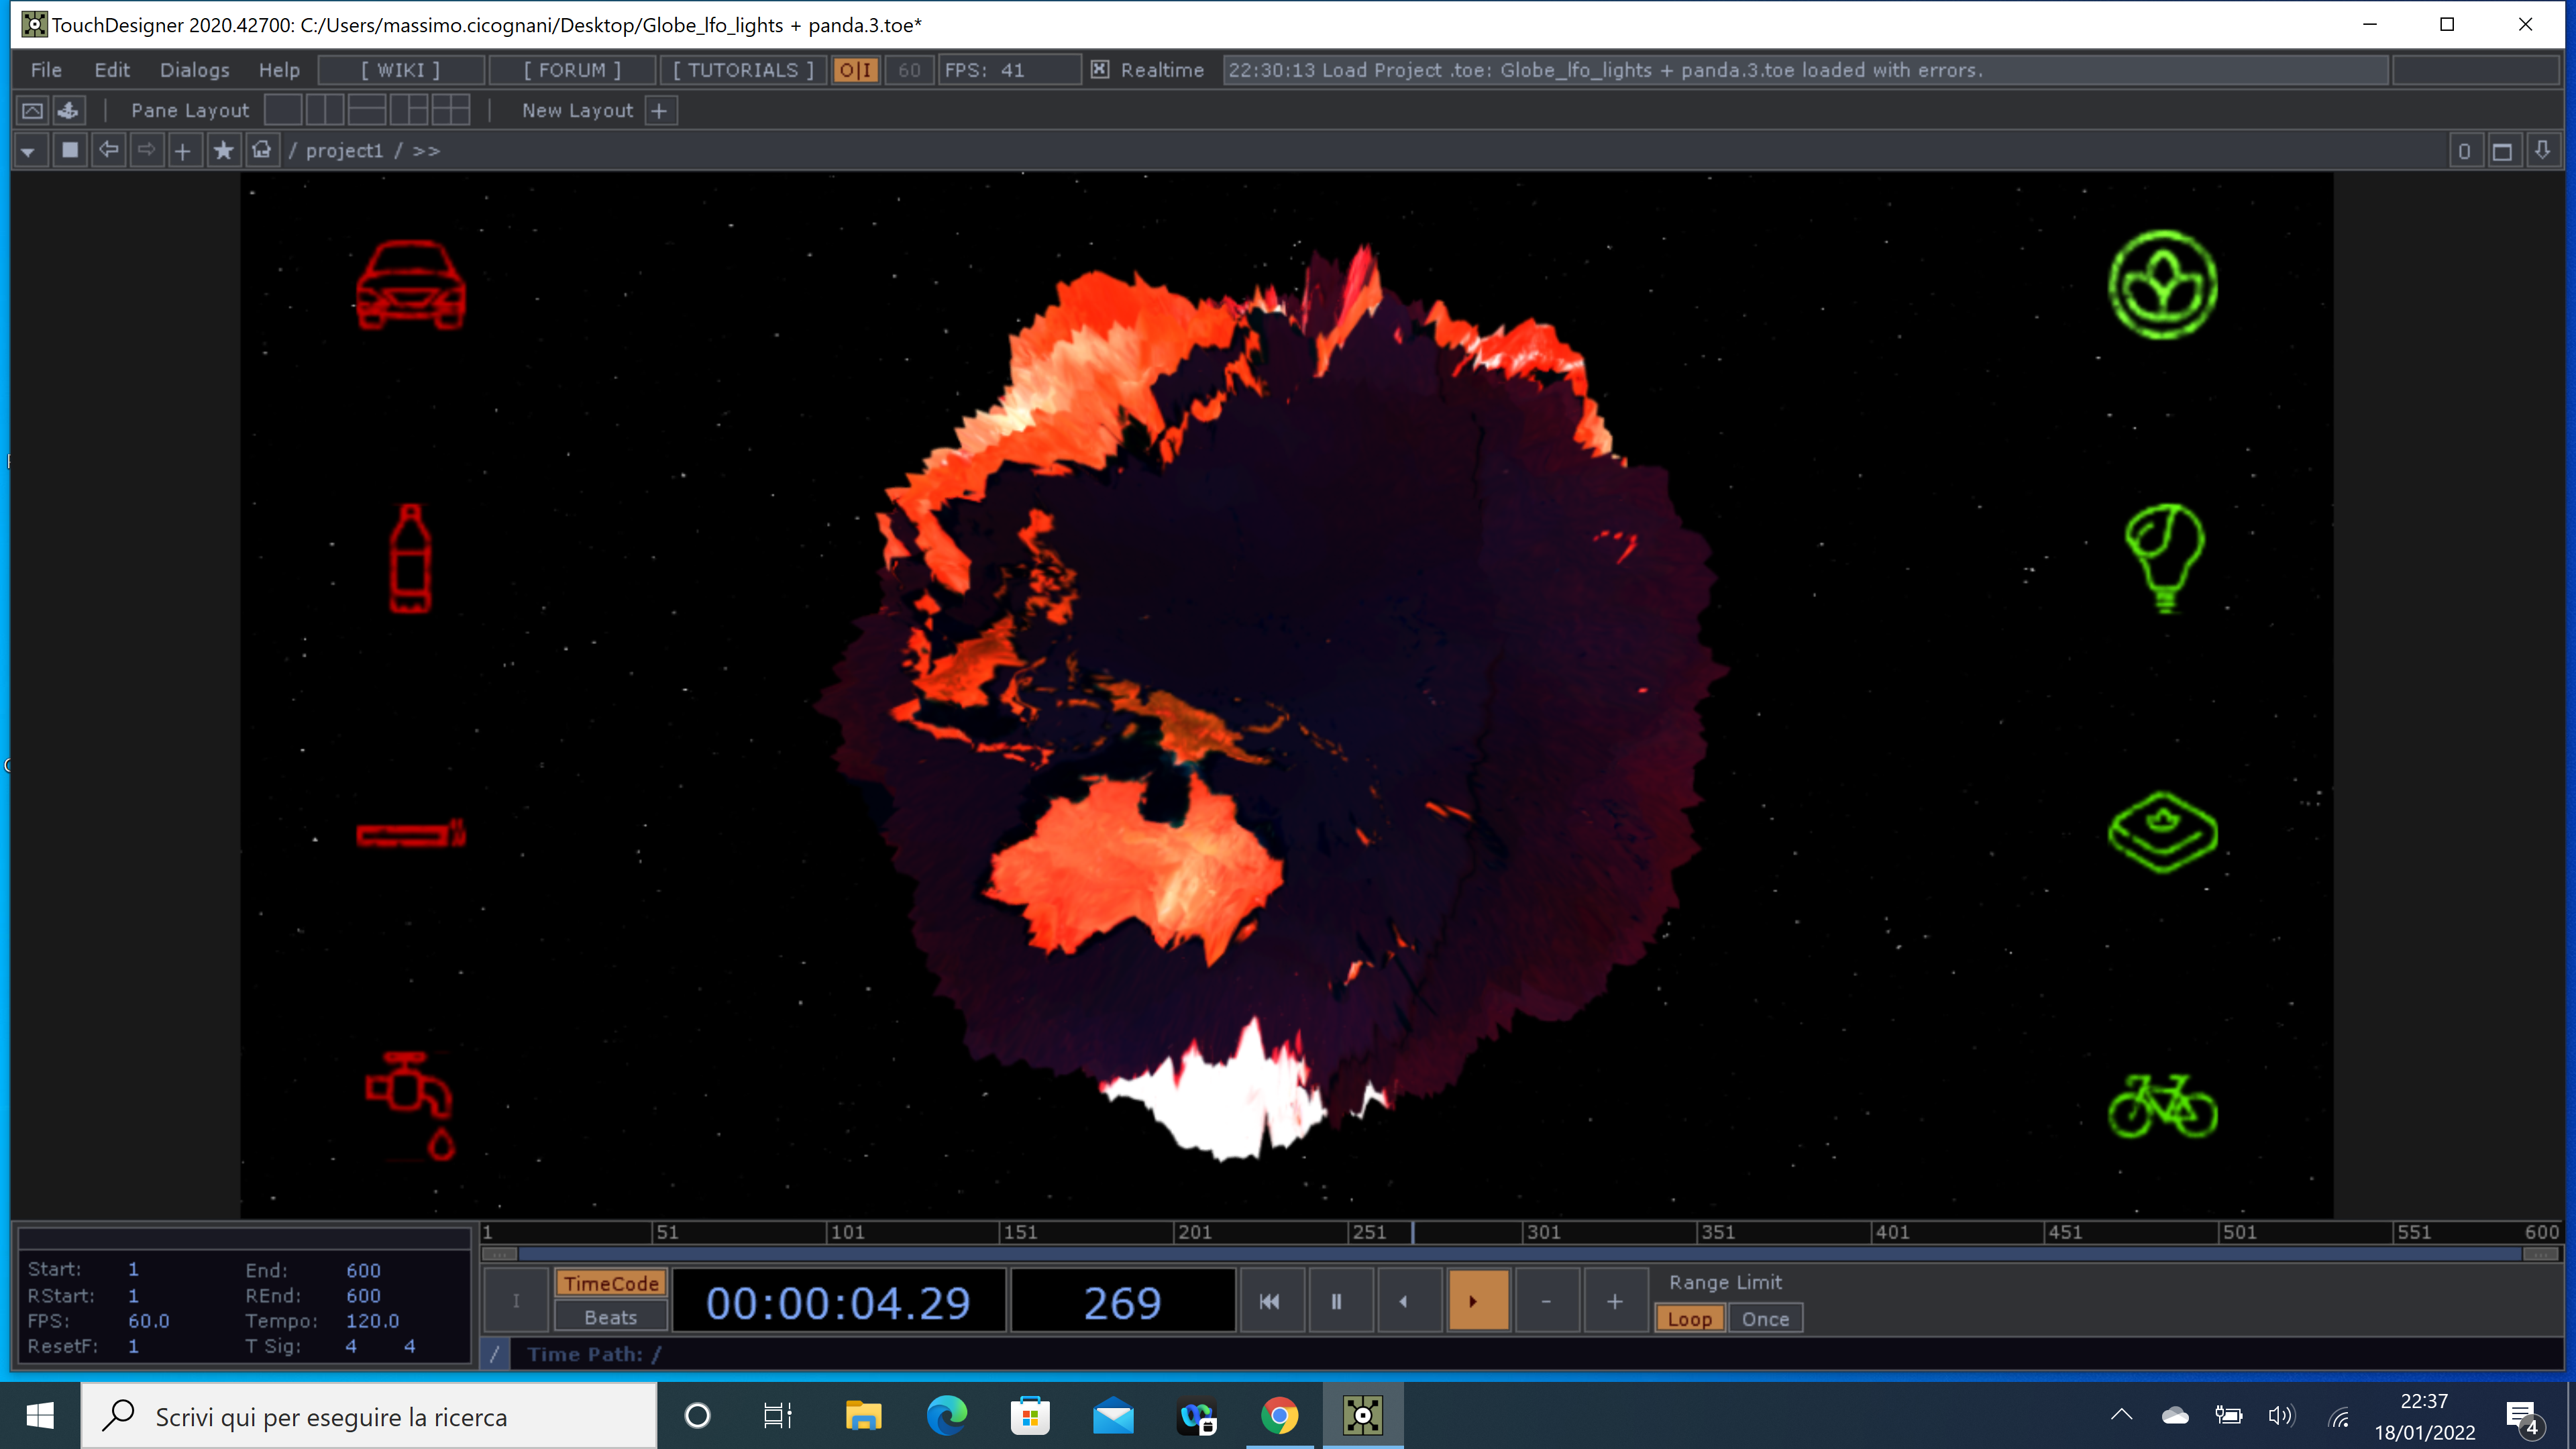 TouchDesigner 2020.42700: C:/Users/massimo.cicognani/Desktop/Globe_lfo_lights + panda.3.toe*
File Edit Dialogs Help [ WIKI ] [ FORUM ] [ TUTORIALS ] O|I 60 FPS: 41 Realtime 22:30:13 Load Project .toe: Globe_lfo_lights + panda.3.toe loaded with errors.
Pane Layout New Layout +
/ project1 / >> 0
1 51 101 151 201 251 301 351 401 451 501 551 600
Start: 1 End: 600
RStart: 1 REnd: 600
FPS: 60.0 Tempo: 120.0
ResetF: 1 T Sig: 4 4
I TimeCode 00:00:04.29 269 - + Range Limit
Beats Loop Once
/ Time Path: /
Scrivi qui per eseguire la ricerca
22:37
18/01/2022
4